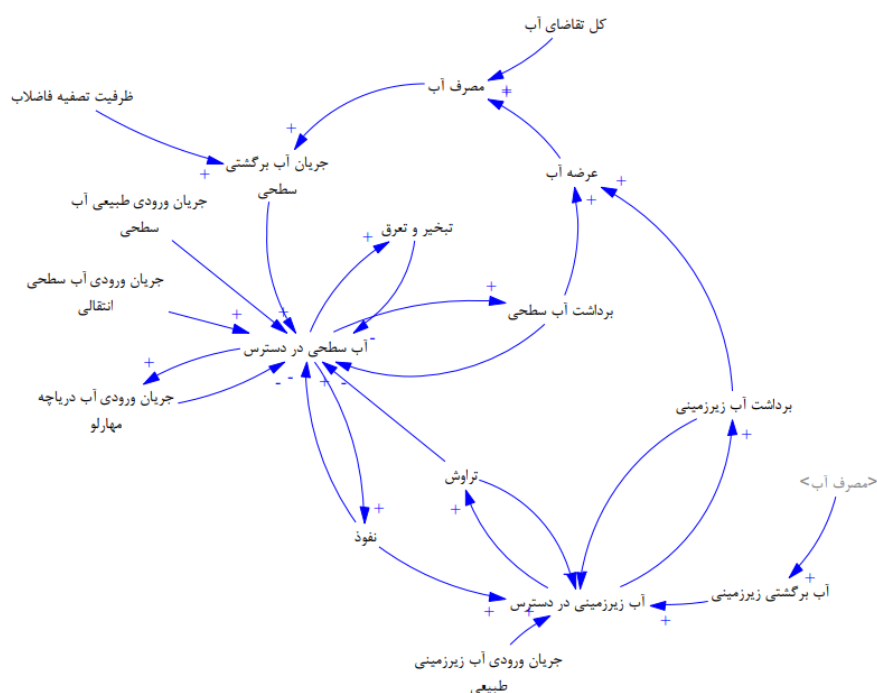 کل تقاضای آب
مصرف آب
ظرفیت تصفیه فاضلاب
جریان آب برگشتی
سطحی
عرضه آب
جریان ورودی طبیعی آب
سطحی
تبخیر و تعرق
جریان ورودی آب سطحی
انتقالی
برداشت آب سطحی
آب سطحی در دسترس
جریان ورودی آب دریاچه
مهارلو
برداشت آب زیرزمینی
تراوش
<مصرف آب>
نفوذ
آب برگشتی زیرزمینی
آب زیرزمینی در دسترس
جریان ورودی آب زیرزمینی
طبیعی